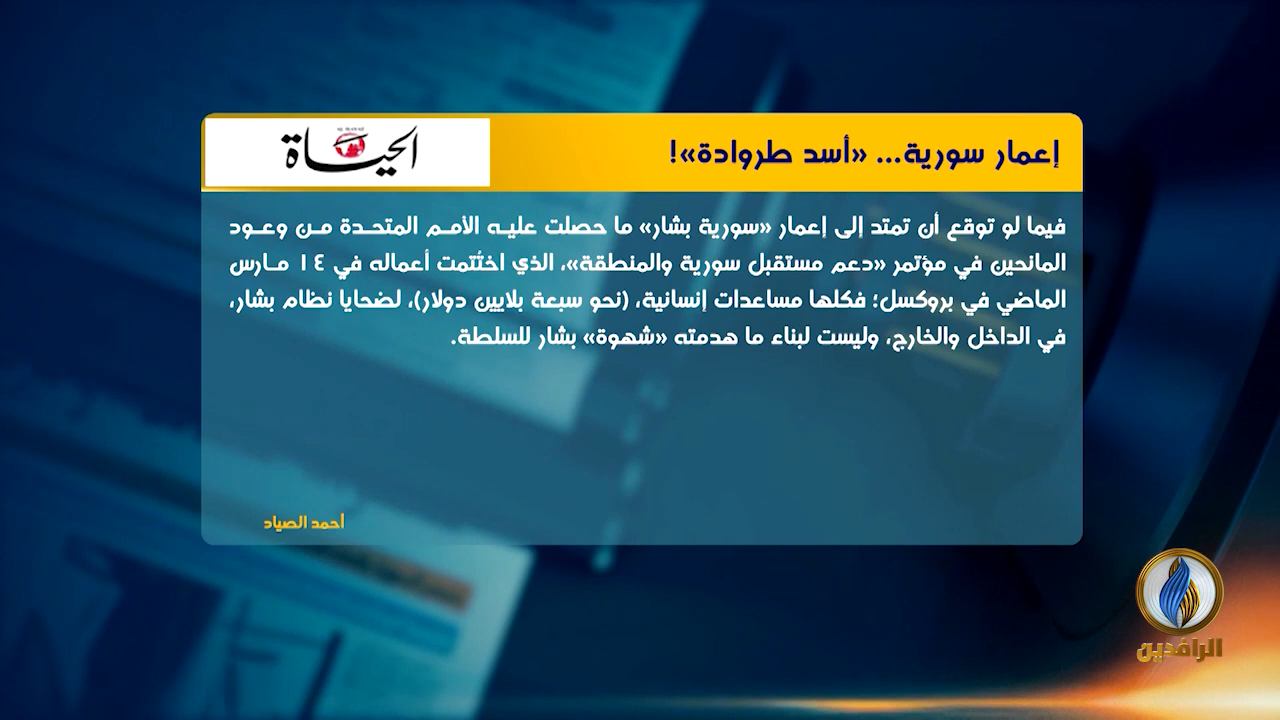 إعمار سورية... «أسد طروادة»!
الحياة
فيما لو توقع أن تمتد إلى إعمار «سورية بشار» ما حصلت عليه الأمم المتحدة من وعود
المانحين في مؤتمر «دعم مستقبل سورية والمنطقة»، الذي اختُتمت أعماله في ١٤ مارس
الماضي في بروكسل؛ فكلها مساعدات إنسانية، (نحو سبعة بلايين دولار)، لضحايا نظام بشار،
في الداخل والخارج، وليست لبناء ما هدمته «شهوة» بشار للسلطة.
أحمد الصياد
الرافدين